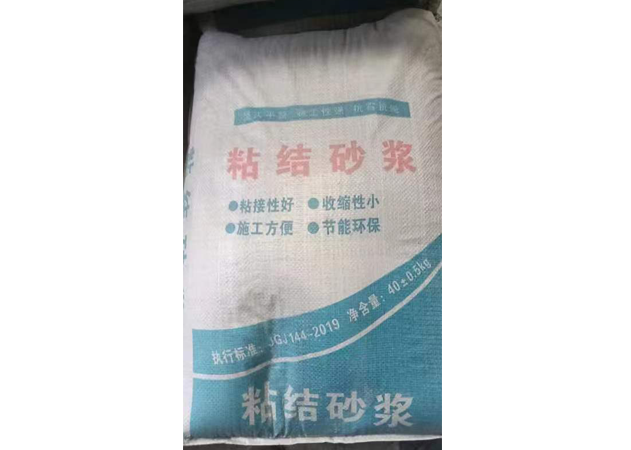 粘结砂浆
●粘接性好 ●收缩性小
●施工方便 ●节能环保
执行标准：JGJ144-2019 净含量：40±0.5kg
粘结砂浆